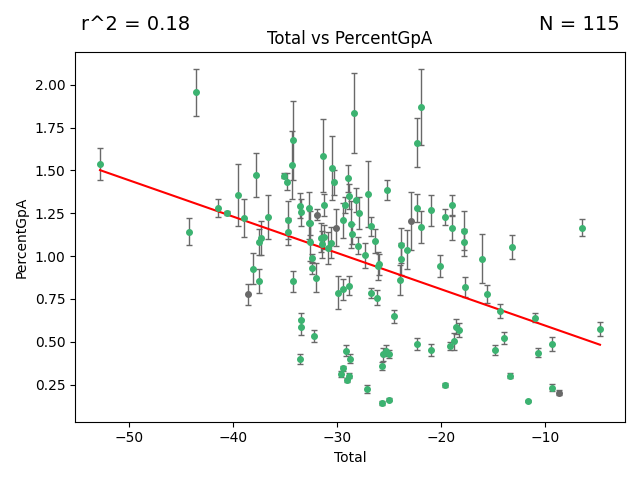 r^2 = 0.18
N = 115
Total vs PercentGpA
PercentGpA
2.00
1.75
1.50
1.25
1.00
0.75
0.50
0.25
−50
−40
−30
−20
−10
Total